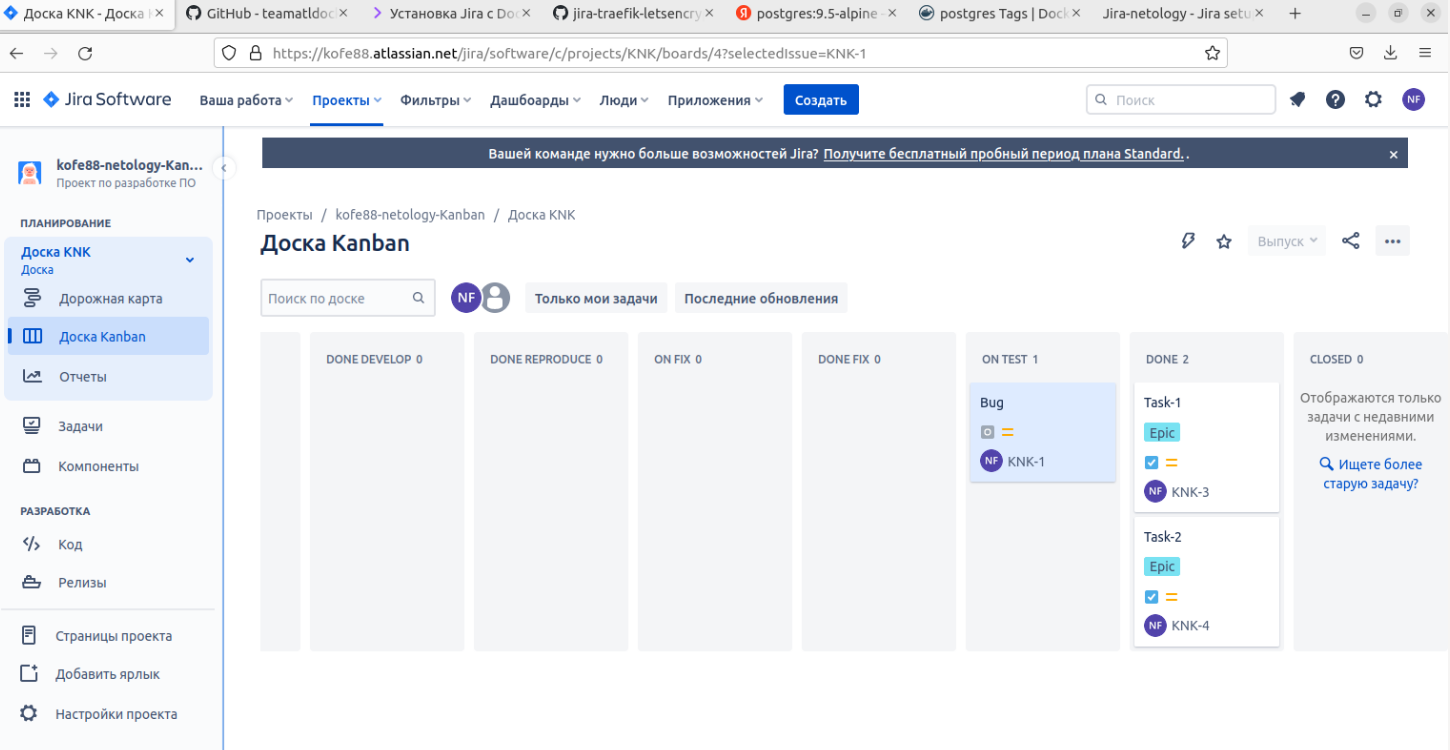 Доска KNK - Доска К
GitHub - teamatldoc
Установка Jira с Doc
jira-traefik-letsencry
postgres:9.5-alpine -
postgres Tags | Dock
Jira-netology - Jira setu
https://kofe88.atlassian.net/jira/software/c/projects/KNK/boards/4?selectedIssue=KNK-1
Jira Software
Ваша работа
Проекты
Фильтры
Дашборды
Люди
Приложения
Создать
Поиск
NF
kofe88-netology-Kan...
Проект по разработке ПО
Вашей команде нужно больше возможностей Jira? Получите бесплатный пробный период плана Standard. .
ПЛАНИРОВАНИЕ
Доска KNK
Доска
Дорожная карта
Доска Kanban
Отчеты
Задачи
Компоненты
РАЗРАБОТКА
Код
Релизы
Страницы проекта
Добавить ярлык
Настройки проекта
Проекты / kofe88-netology-Kanban / Доска KNK
Доска Kanban
Выпуск
Поиск по доске
NF
Только мои задачи
Последние обновления
DONE DEVELOP 0
DONE REPRODUCE 0
ON FIX 0
DONE FIX 0
ON TEST 1
Bug
NF KNK-1
DONE 2
Task-1
Epic
NF KNK-3
Task-2
Epic
NF KNK-4
CLOSED 0
Отображаются только
задачи с недавними
изменениями.
Ищете более
старую задачу?